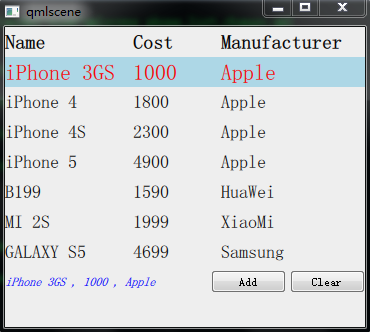 qmlscene
Name Cost Manufacturer
iPhone 3GS 1000 Apple
iPhone 4 1800 Apple
iPhone 4S 2300 Apple
iPhone 5 4900 Apple
B199 1590 HuaWei
MI 2S 1999 XiaoMi
GALAXY S5 4699 Samsung
iPhone 3GS , 1000 , Apple Add Clear